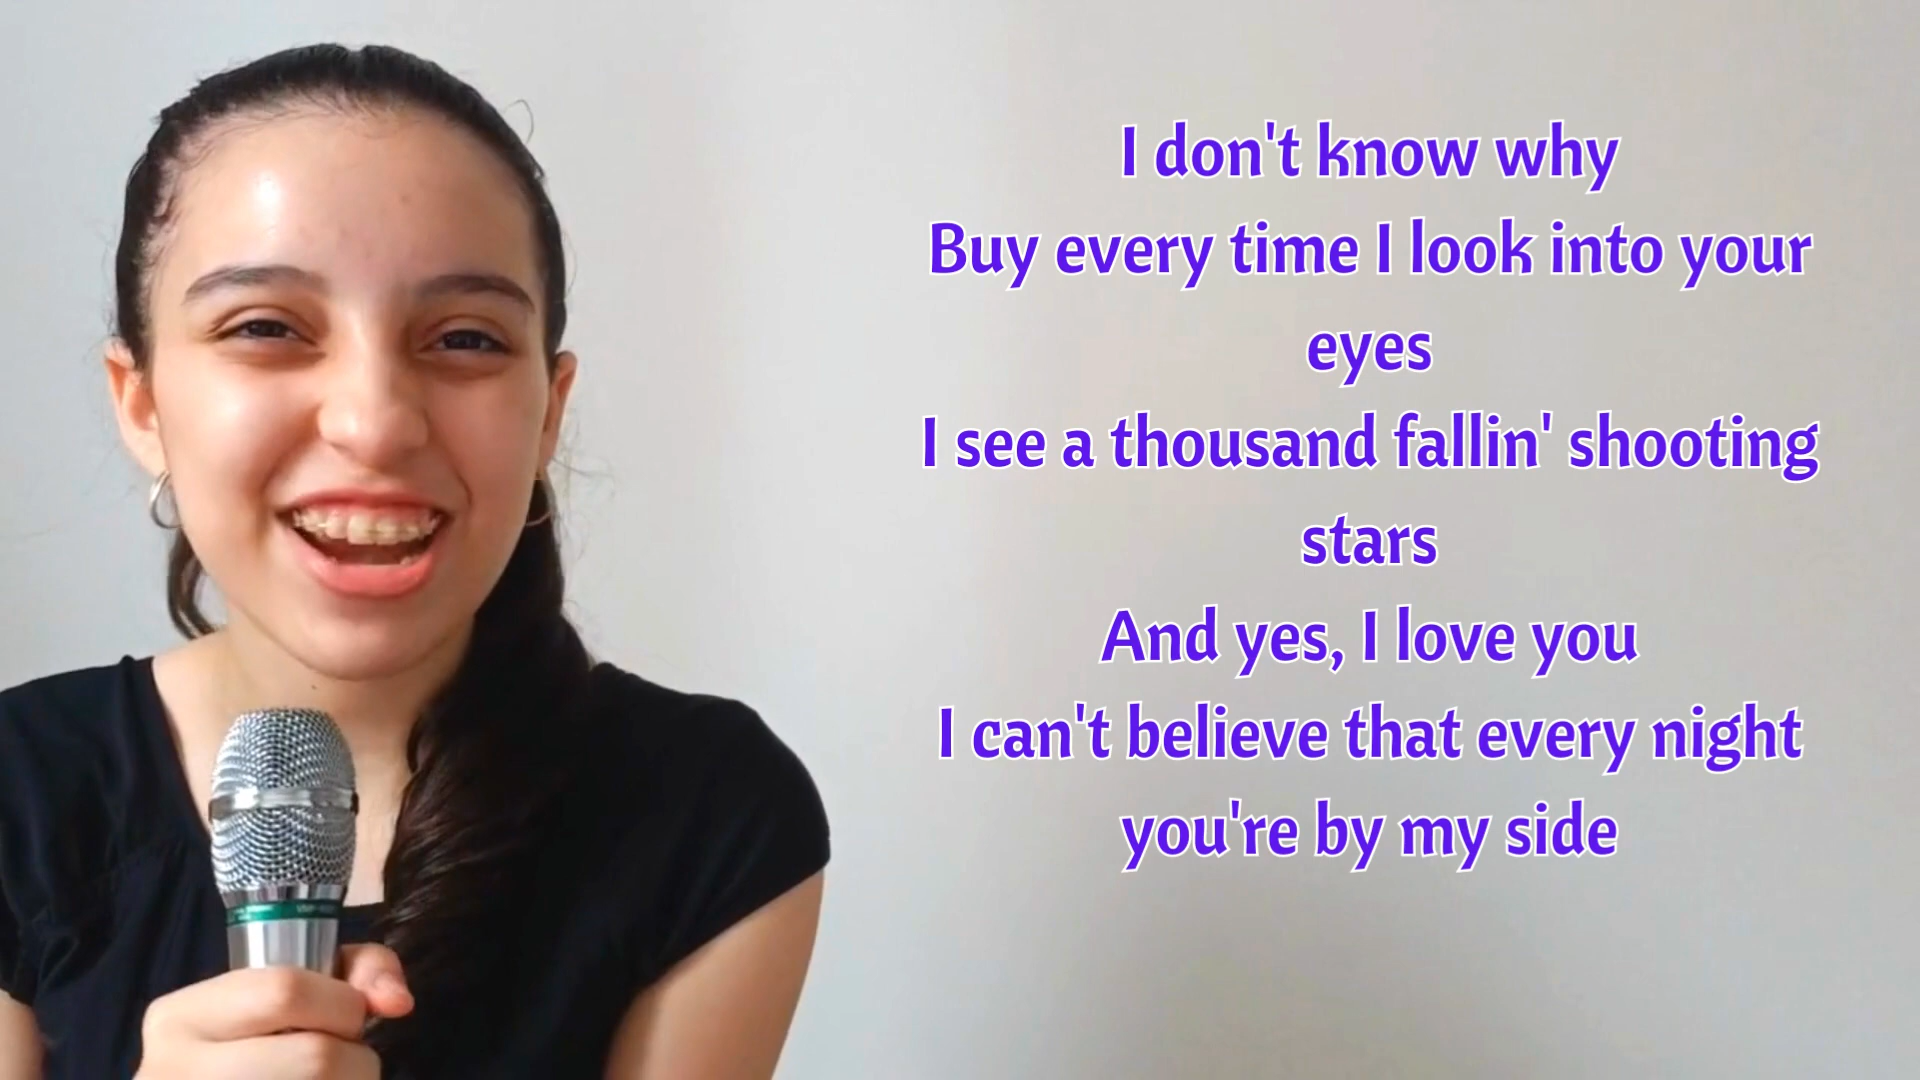 I don't know why
Buy every time I look into your
eyes
I see a thousand fallin' shooting
stars
And yes, I love you
I can't believe that every night
you're by my side